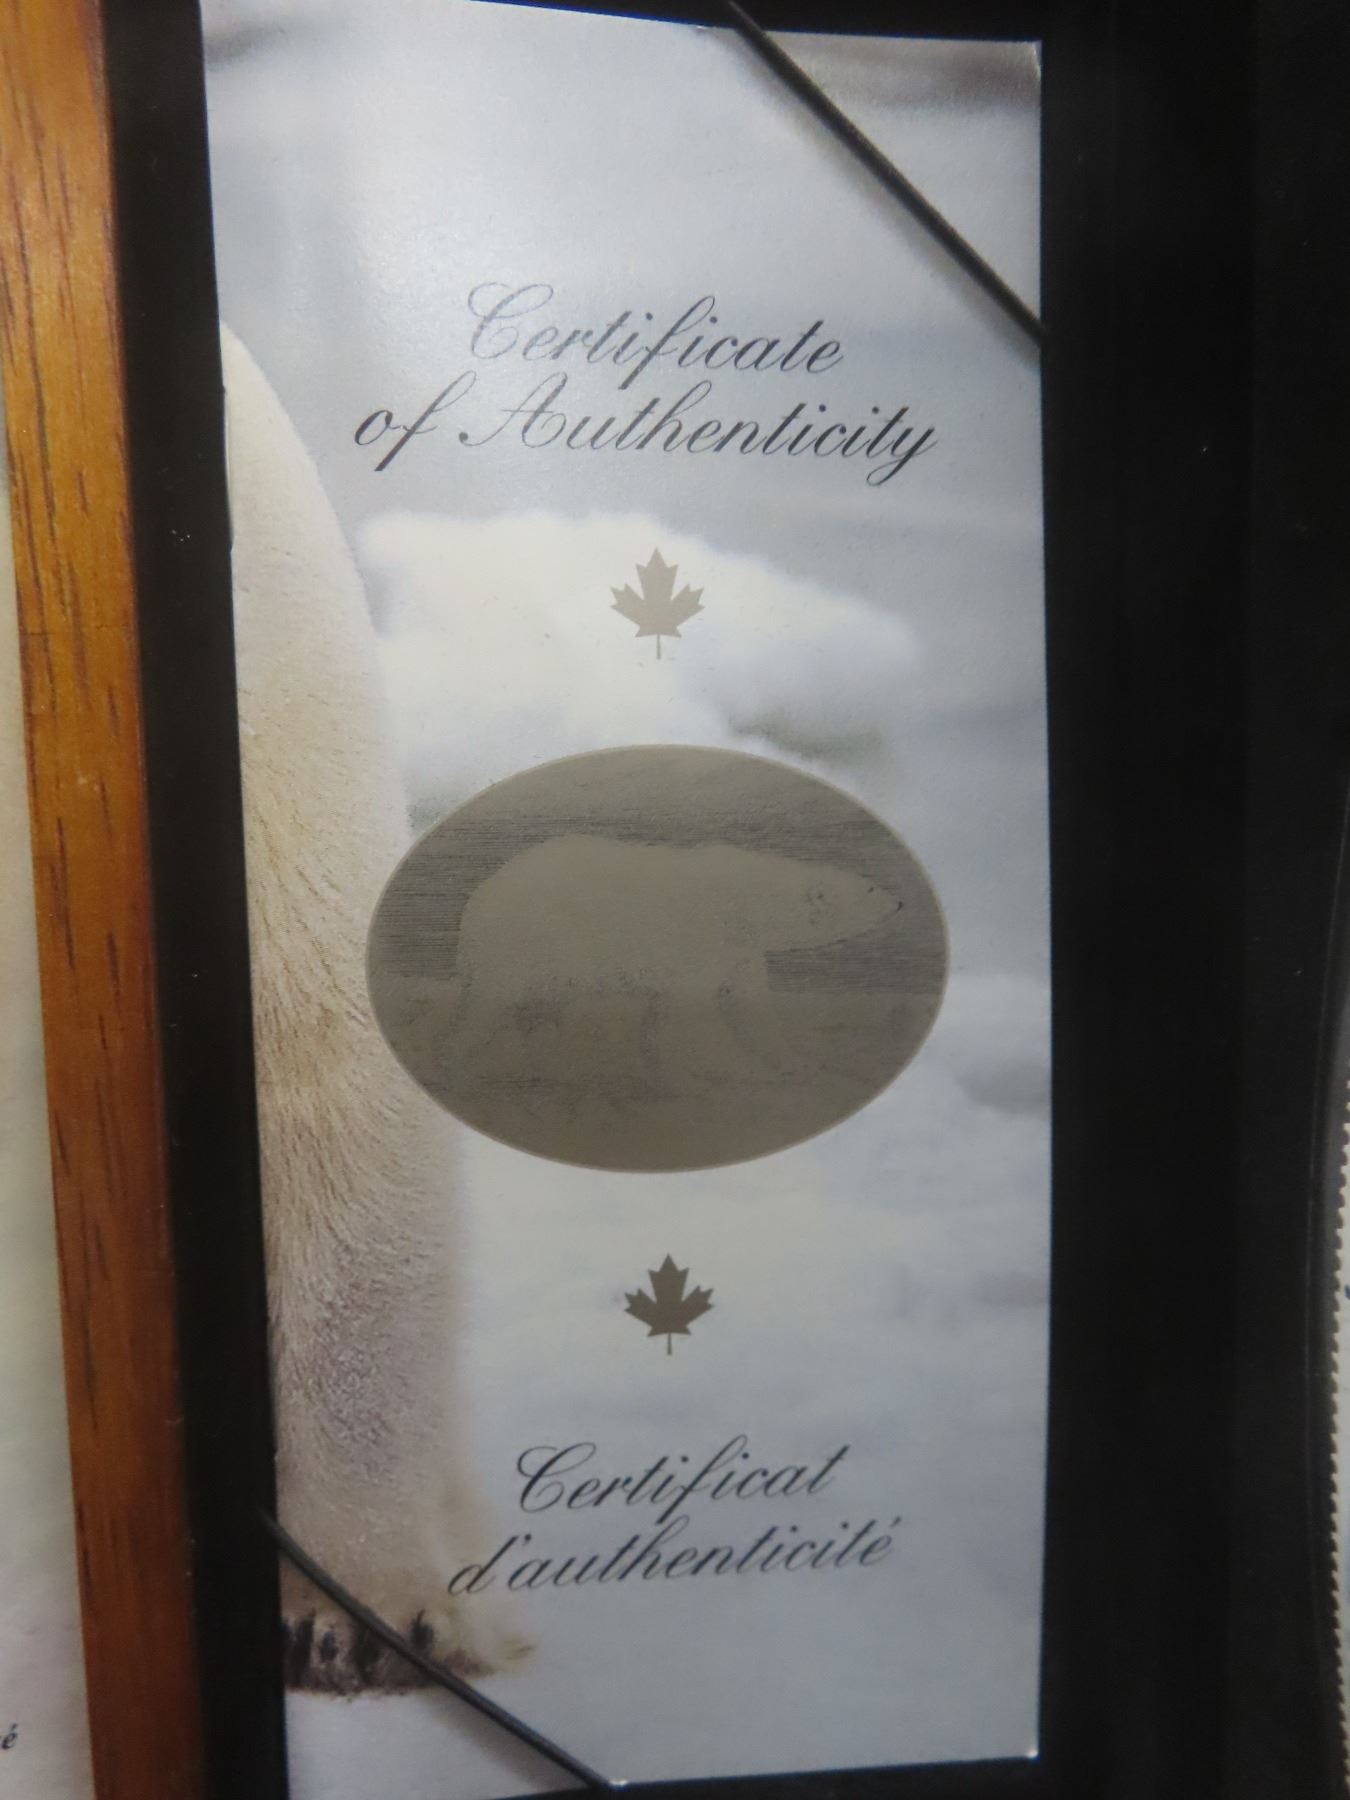 Certificate
of Authenticity
Certificat
d'authenticité